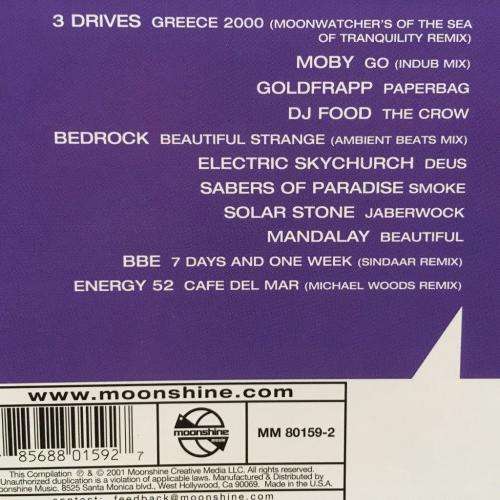 3 DRIVES GREECE 2000 (MOONWATCHER'S OF THE SEA
OF TRANQUILITY REMIX)
MOBY GO (INDUB MIX)
GOLDFRAPP PAPERBAG
DJ FOOD THE CROW
BEDROCK BEAUTIFUL STRANGE (AMBIENT BEATS MIX)
ELECTRIC SKYCHURCH DEUS
SABERS OF PARADISE SMOKE
SOLAR STONE JABERWOCK
MANDALAY BEAUTIFUL
BBE 7 DAYS AND ONE WEEK (SINDAAR REMIX)
ENERGY 52 CAFE DEL MAR (MICHAEL WOODS REMIX)
www.moonshine.com
moonshine
music
MM 80159-2
85688 01592 7
This Compilation ℗ & © 2001 Moonshine Creative Media LLC. All rights reserved.
Unauthorized duplication is a violation of applicable laws. Manufactured & Distributed by
Moonshine Music. 8525 Santa Monica blvd., West Hollywood, Ca 90069. Made in the U.S.A.
contact: feedback@moonshine.com